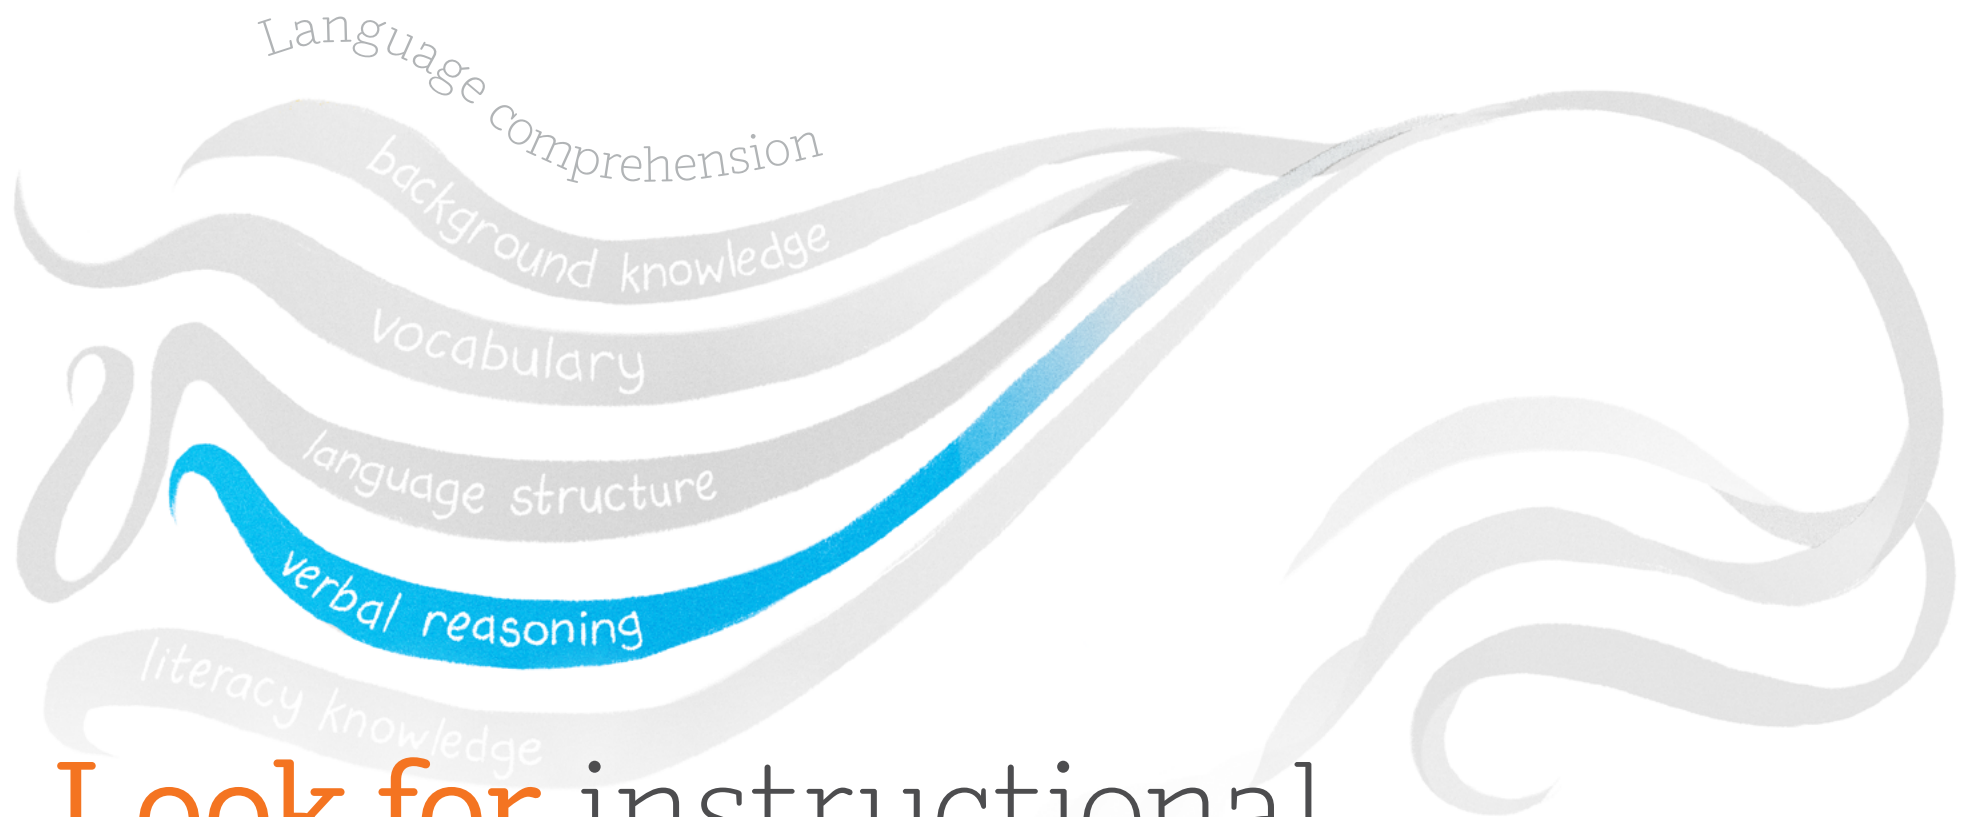 Language comprehension
background knowledge
vocabulary
language structure
verbal reasoning
literacy knowledge
Look for instructional